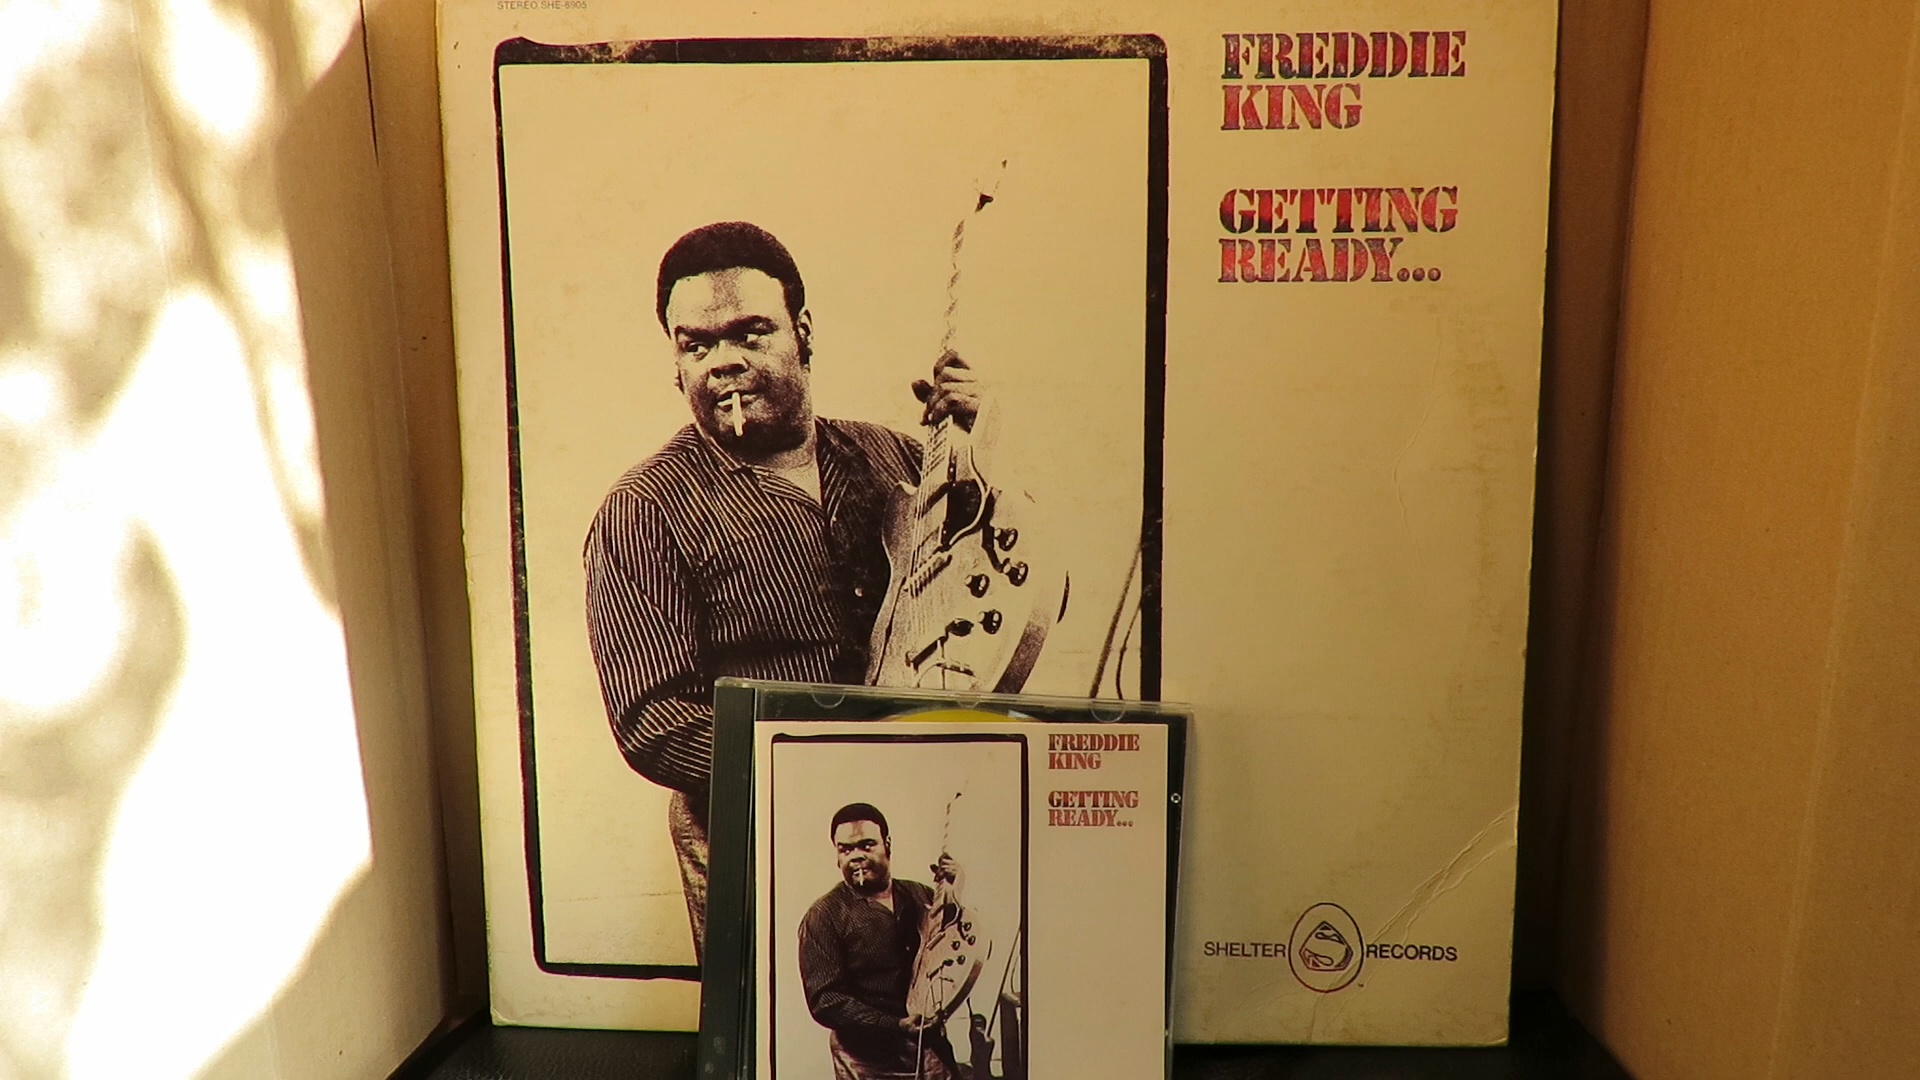 STEREO SHE-8905
FREDDIE
KING
GETTING
READY...
SHELTER RECORDS
FREDDIE
KING
GETTING
READY...